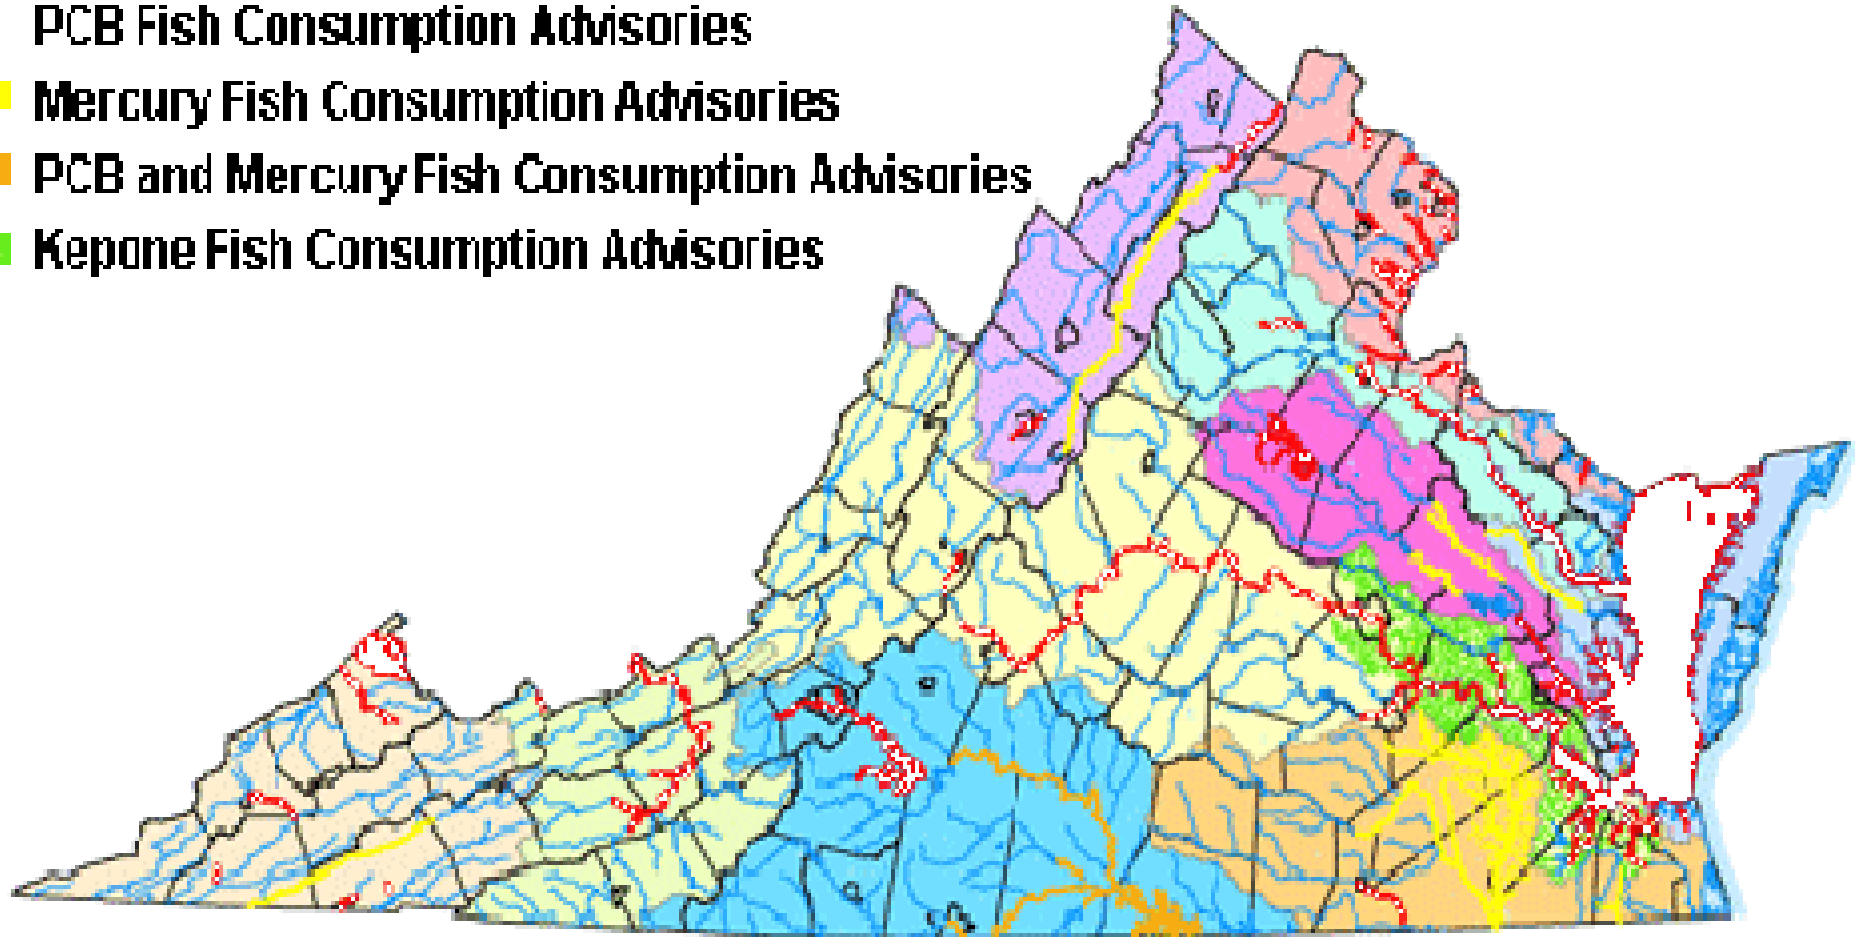 PCB Fish Consumption Advisories
Mercury Fish Consumption Advisories
PCB and Mercury Fish Consumption Advisories
Kepone Fish Consumption Advisories